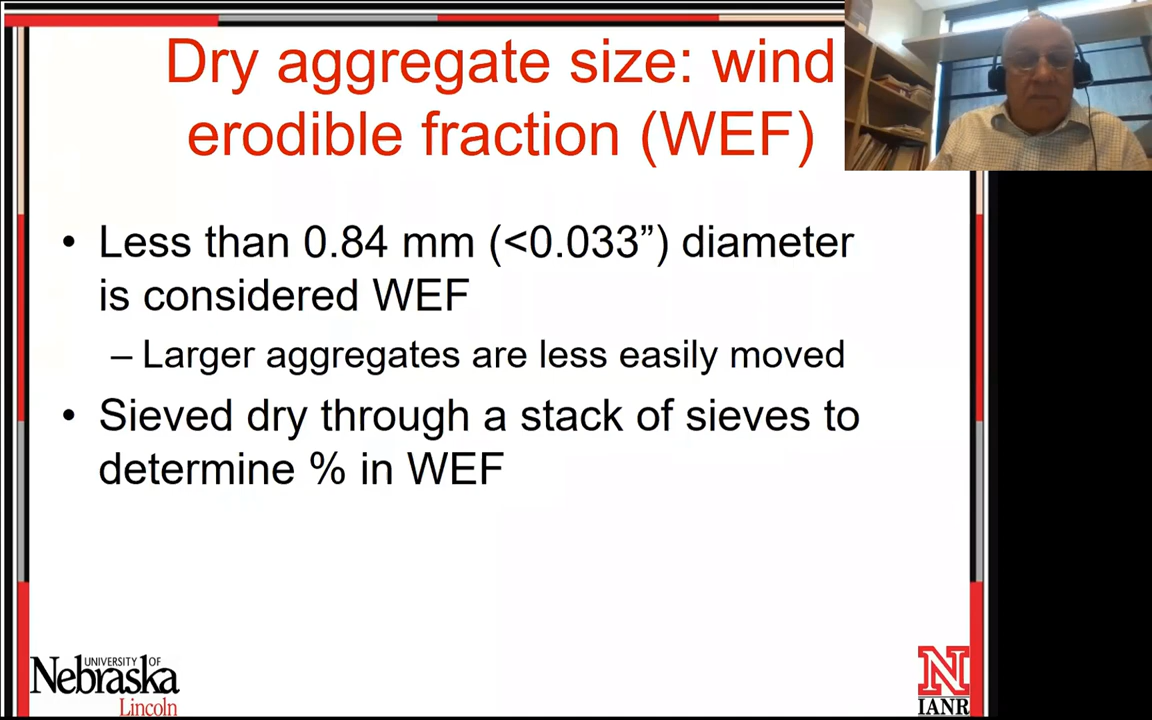 Dry aggregate size: wind
erodible fraction (WEF)
• Less than 0.84 mm (<0.033”) diameter
is considered WEF
– Larger aggregates are less easily moved
• Sieved dry through a stack of sieves to
determine % in WEF
UNIVERSITY OF
Nebraska
Lincoln
N
IANR